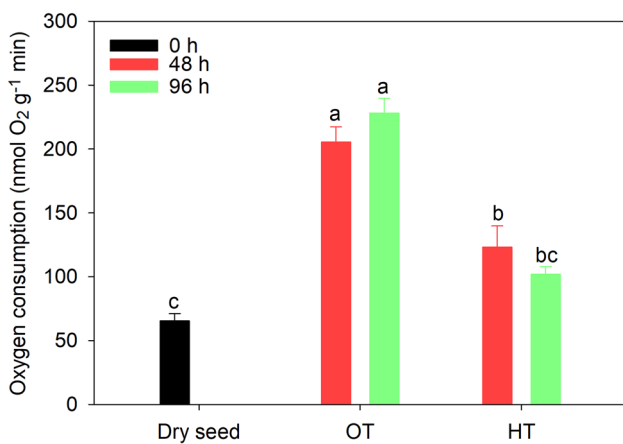 Oxygen consumption (nmol O₂ g⁻¹ min)
300
250
200
150
100
50
0
0 h
48 h
96 h
c
a
a
b
bc
Dry seed
OT
HT